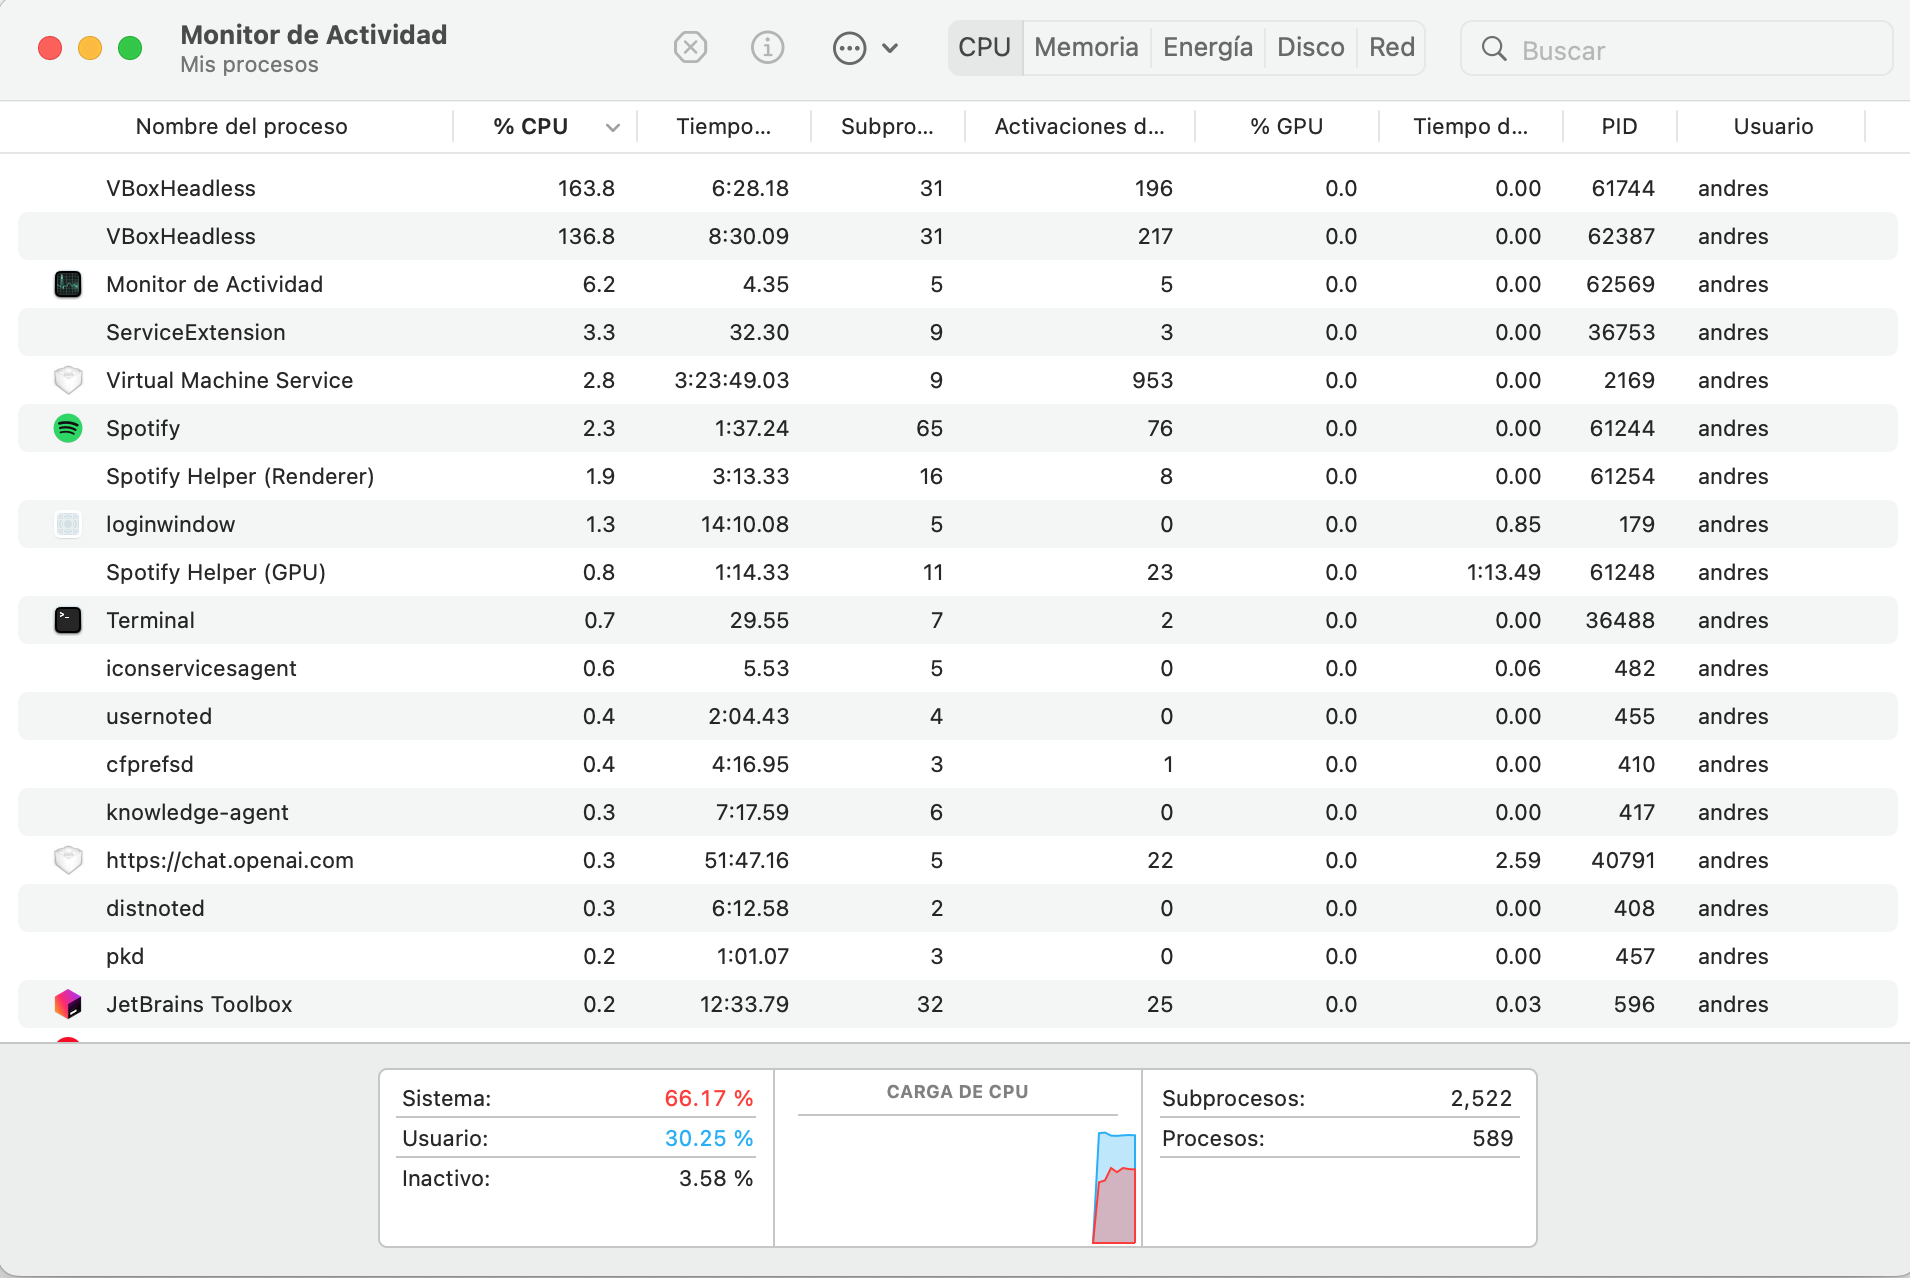 Monitor de Actividad
Mis procesos
CPU Memoria Energía Disco Red
Buscar
Nombre del proceso % CPU Tiempo... Subpro... Activaciones d... % GPU Tiempo d... PID Usuario
VBoxHeadless 163.8 6:28.18 31 196 0.0 0.00 61744 andres
VBoxHeadless 136.8 8:30.09 31 217 0.0 0.00 62387 andres
Monitor de Actividad 6.2 4.35 5 5 0.0 0.00 62569 andres
ServiceExtension 3.3 32.30 9 3 0.0 0.00 36753 andres
Virtual Machine Service 2.8 3:23:49.03 9 953 0.0 0.00 2169 andres
Spotify 2.3 1:37.24 65 76 0.0 0.00 61244 andres
Spotify Helper (Renderer) 1.9 3:13.33 16 8 0.0 0.00 61254 andres
loginwindow 1.3 14:10.08 5 0 0.0 0.85 179 andres
Spotify Helper (GPU) 0.8 1:14.33 11 23 0.0 1:13.49 61248 andres
Terminal 0.7 29.55 7 2 0.0 0.00 36488 andres
iconservicesagent 0.6 5.53 5 0 0.0 0.06 482 andres
usernoted 0.4 2:04.43 4 0 0.0 0.00 455 andres
cfprefsd 0.4 4:16.95 3 1 0.0 0.00 410 andres
knowledge-agent 0.3 7:17.59 6 0 0.0 0.00 417 andres
https://chat.openai.com 0.3 51:47.16 5 22 0.0 2.59 40791 andres
distnoted 0.3 6:12.58 2 0 0.0 0.00 408 andres
pkd 0.2 1:01.07 3 0 0.0 0.00 457 andres
JetBrains Toolbox 0.2 12:33.79 32 25 0.0 0.03 596 andres
Sistema: 66.17 %
Usuario: 30.25 %
Inactivo: 3.58 %
CARGA DE CPU
Subprocesos: 2,522
Procesos: 589